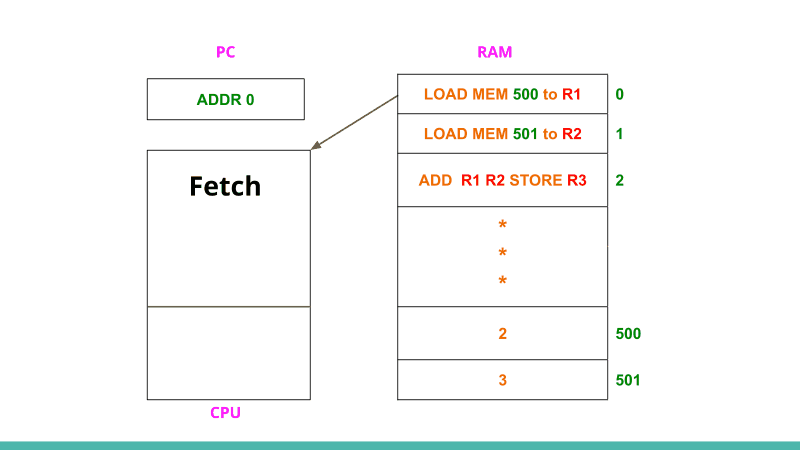 PC
RAM
ADDR 0
LOAD MEM 500 to R1 0
LOAD MEM 501 to R2 1
Fetch
ADD R1 R2 STORE R3 2
*
*
*
2 500
3 501
CPU